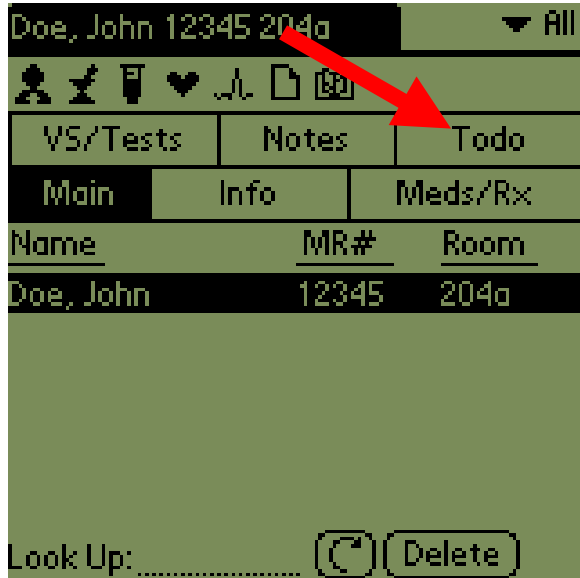 Doe, John 12345 204a All
VS/Tests Notes Todo
Main Info Meds/Rx
Name MR# Room
Doe, John 12345 204a
Look Up: Delete